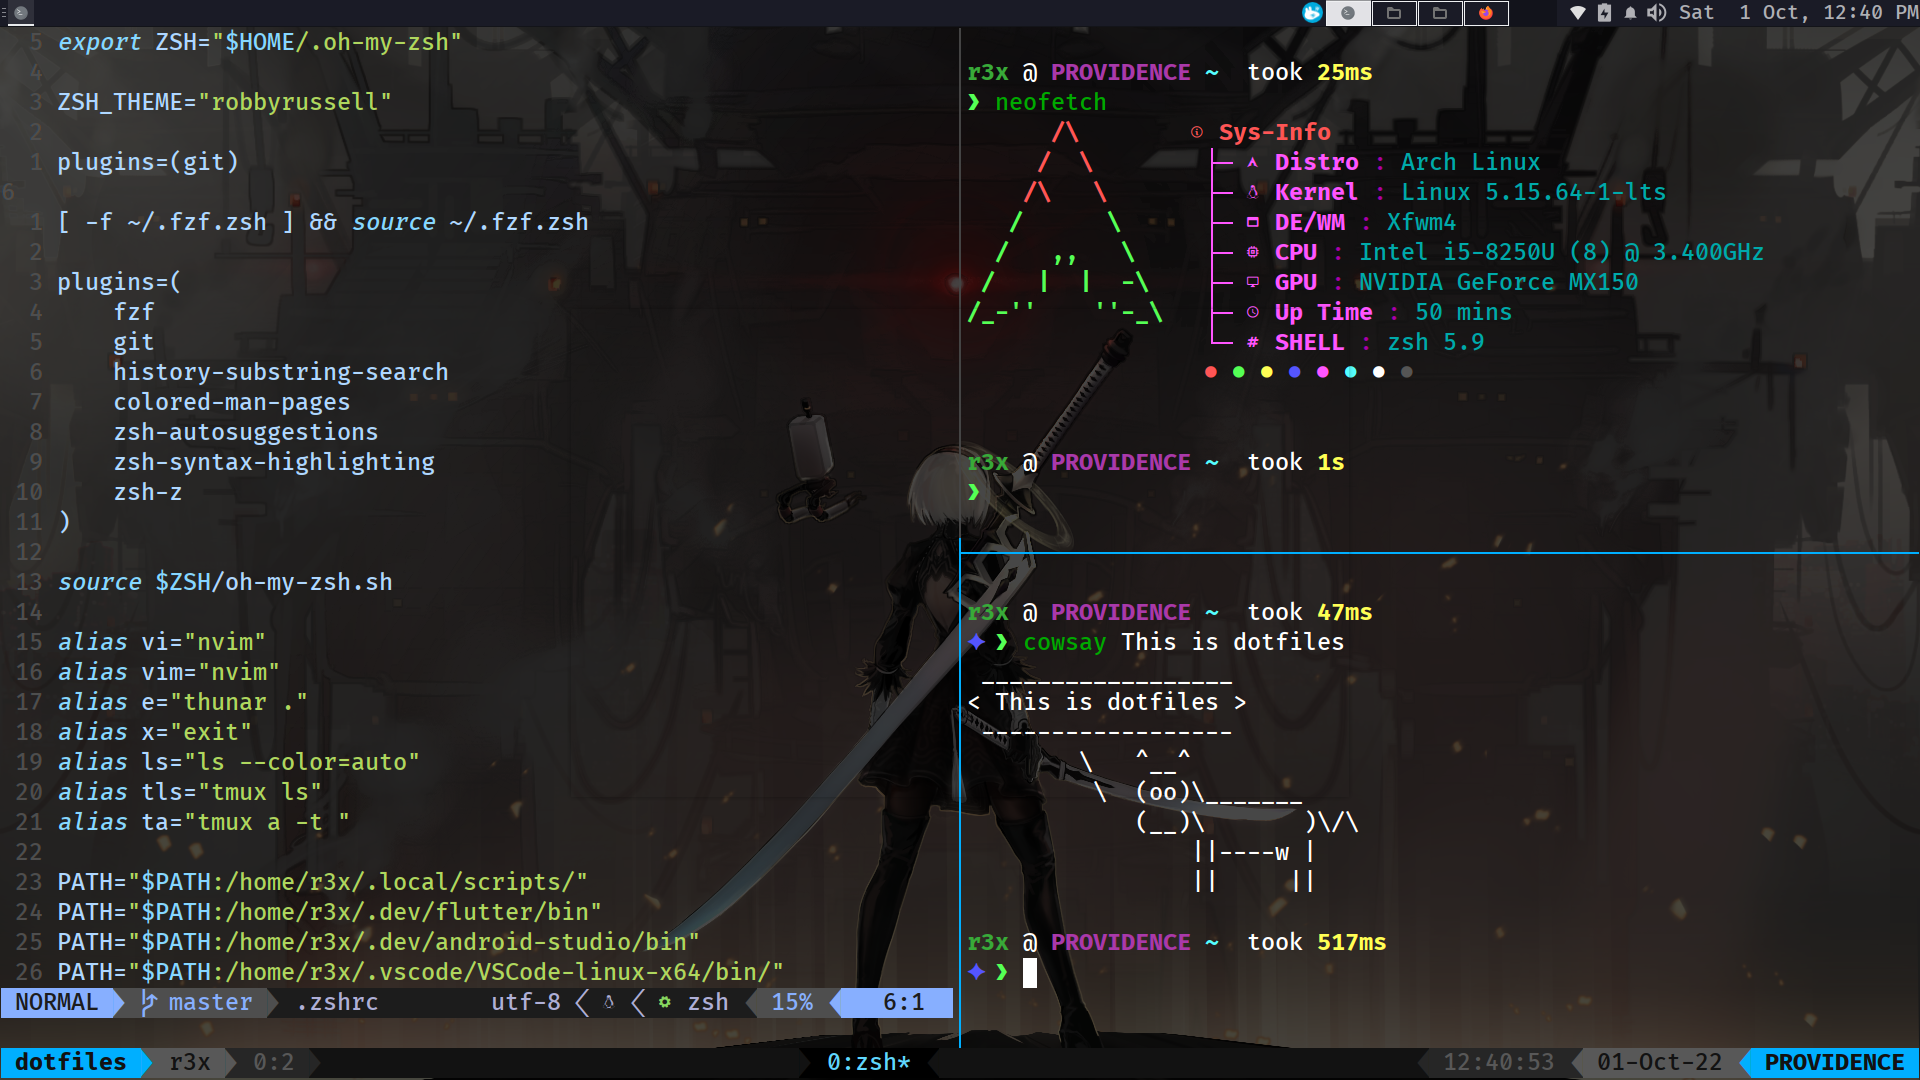 Sat 1 Oct, 12:40 PM
5 export ZSH="$HOME/.oh-my-zsh"
4
3 ZSH_THEME="robbyrussell"
2
1 plugins=(git)
6
1 [ -f ~/.fzf.zsh ] && source ~/.fzf.zsh
2
3 plugins=(
4     fzf
5     git
6     history-substring-search
7     colored-man-pages
8     zsh-autosuggestions
9     zsh-syntax-highlighting
10     zsh-z
11 )
12
13 source $ZSH/oh-my-zsh.sh
14
15 alias vi="nvim"
16 alias vim="nvim"
17 alias e="thunar ."
18 alias x="exit"
19 alias ls="ls --color=auto"
20 alias tls="tmux ls"
21 alias ta="tmux a -t "
22
23 PATH="$PATH:/home/r3x/.local/scripts/"
24 PATH="$PATH:/home/r3x/.dev/flutter/bin"
25 PATH="$PATH:/home/r3x/.dev/android-studio/bin"
26 PATH="$PATH:/home/r3x/.vscode/VSCode-linux-x64/bin/"
NORMAL master .zshrc utf-8 zsh 15% 6:1
r3x @ PROVIDENCE ~ took 25ms
❯ neofetch
Sys-Info
Distro : Arch Linux
Kernel : Linux 5.15.64-1-lts
DE/WM : Xfwm4
CPU : Intel i5-8250U (8) @ 3.400GHz
GPU : NVIDIA GeForce MX150
Up Time : 50 mins
# SHELL : zsh 5.9
r3x @ PROVIDENCE ~ took 1s
❯
r3x @ PROVIDENCE ~ took 47ms
✦ ❯ cowsay This is dotfiles
 __________________
< This is dotfiles >
 ------------------
        \   ^__^
         \  (oo)\_______
            (__)\       )\/\
                ||----w |
                ||     ||
r3x @ PROVIDENCE ~ took 517ms
✦ ❯
dotfiles r3x 0:2 0:zsh* 12:40:53 01-Oct-22 PROVIDENCE